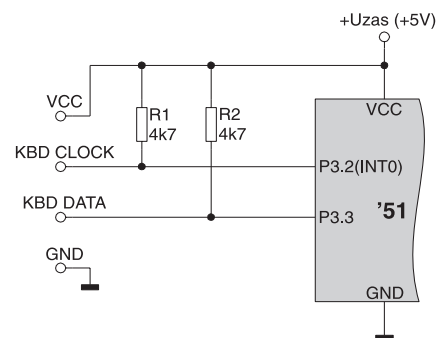 +Uzas (+5V)
VCC
VCC
R1
4k7
R2
4k7
KBD CLOCK
P3.2(INT0)
KBD DATA
P3.3
'51
GND
GND